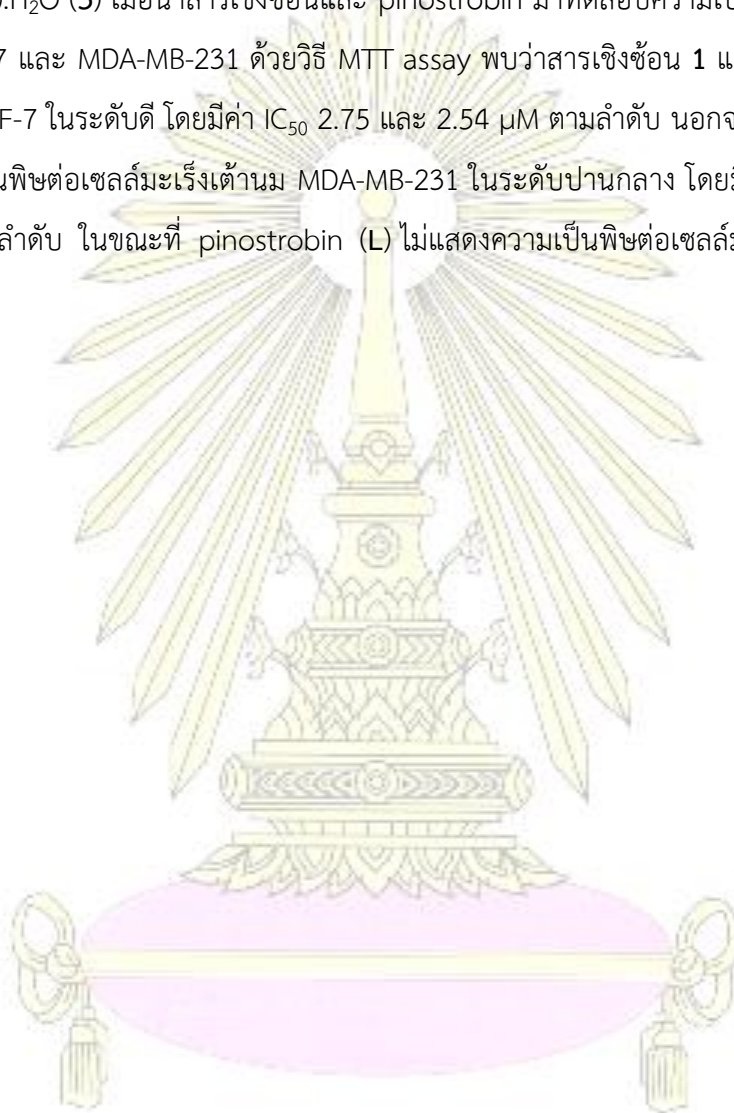 H₂O (5) เมื่อนำสารเชิงซ้อนและ pinostrobin มาทดสอบความเป็
7 และ MDA-MB-231 ด้วยวิธี MTT assay พบว่าสารเชิงซ้อน 1 แ
F-7 ในระดับดี โดยมีค่า IC₅₀ 2.75 และ 2.54 µM ตามลำดับ นอกจ
นพิษต่อเซลล์มะเร็งเต้านม MDA-MB-231 ในระดับปานกลาง โดยมี
ลำดับ ในขณะที่ pinostrobin (L) ไม่แสดงความเป็นพิษต่อเซลล์ม